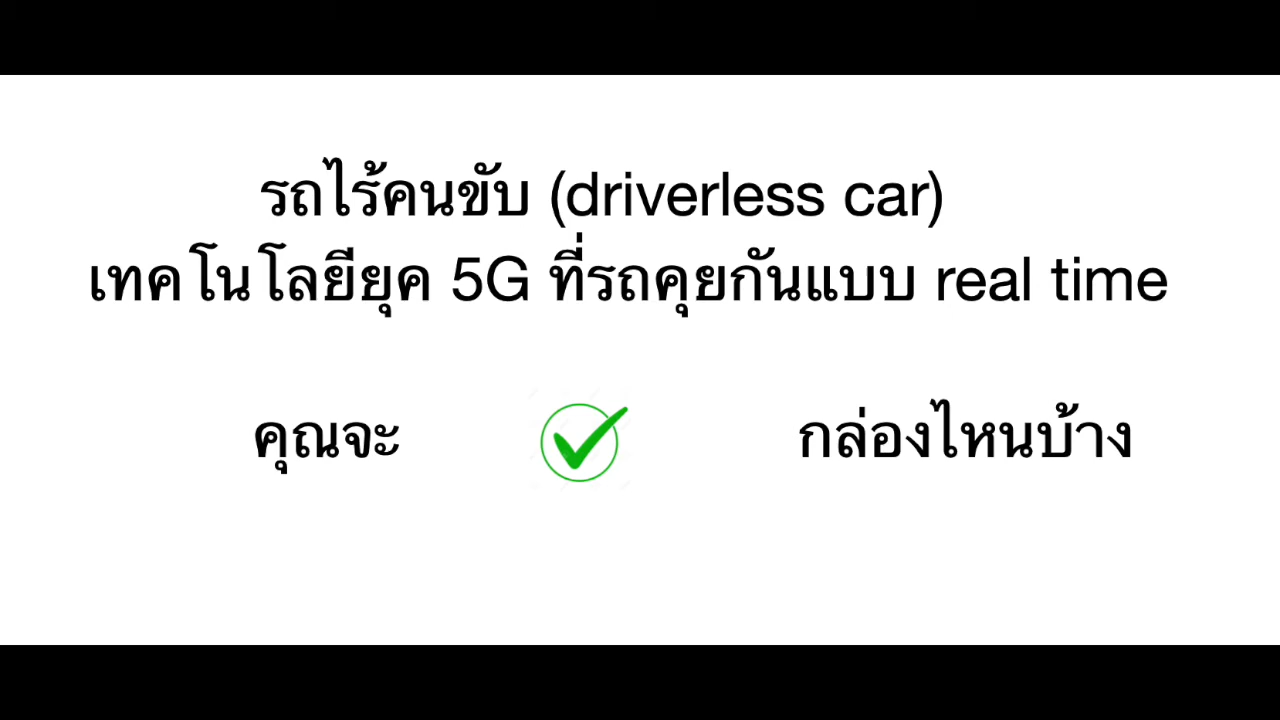 รถไร้คนขับ (driverless car)
เทคโนโลยียุค 5G ที่รถคุยกันแบบ real time
คุณจะ กล่องไหนบ้าง